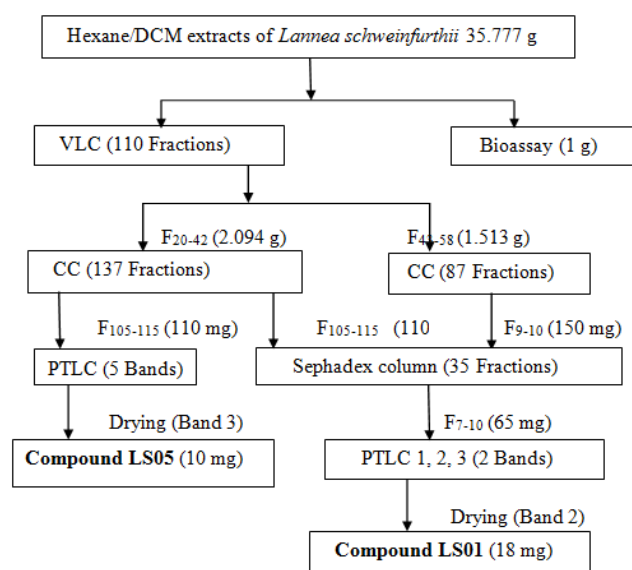 Hexane/DCM extracts of Lannea schweinfurthii 35.777 g
VLC (110 Fractions)
Bioassay (1 g)
F20-42 (2.094 g)
F43-58 (1.513 g)
CC (137 Fractions)
CC (87 Fractions)
F105-115 (110 mg)
F105-115 (110
F9-10 (150 mg)
PTLC (5 Bands)
Sephadex column (35 Fractions)
Drying (Band 3)
F7-10 (65 mg)
Compound LS05 (10 mg)
PTLC 1, 2, 3 (2 Bands)
Drying (Band 2)
Compound LS01 (18 mg)